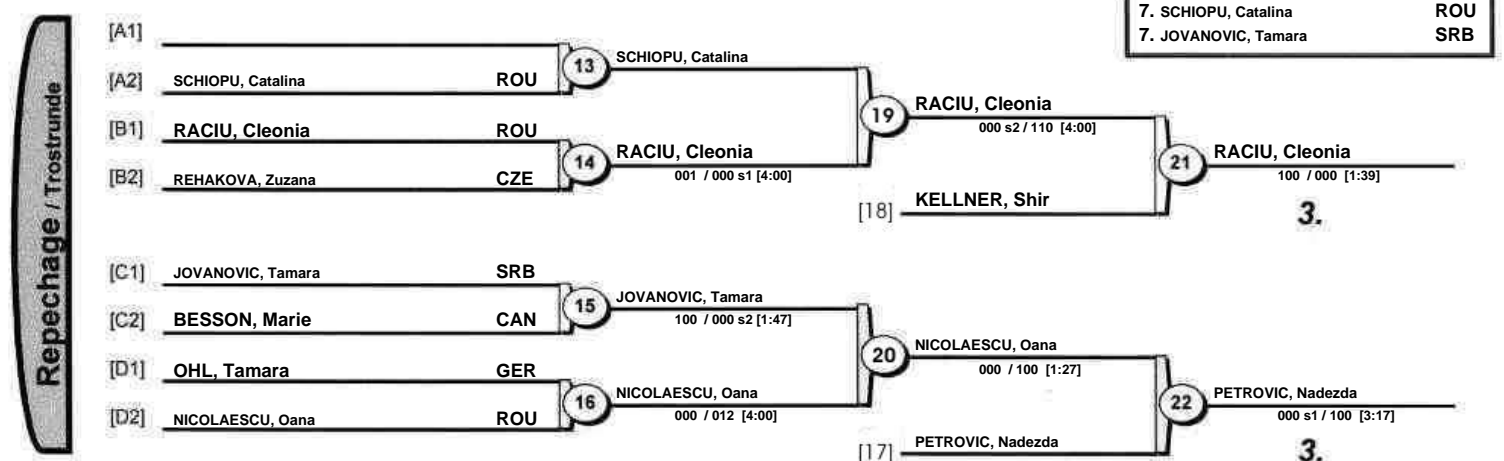 7. SCHIOPU, Catalina ROU
7. JOVANOVIC, Tamara SRB
Repechage / Trostrunde
[A1]
[A2] SCHIOPU, Catalina ROU
13 SCHIOPU, Catalina
[B1] RACIU, Cleonia ROU
[B2] REHAKOVA, Zuzana CZE
14 RACIU, Cleonia
001 / 000 s1 [4:00]
19 RACIU, Cleonia
000 s2 / 110 [4:00]
[18] KELLNER, Shir
21 RACIU, Cleonia
100 / 000 [1:39]
3.
[C1] JOVANOVIC, Tamara SRB
[C2] BESSON, Marie CAN
15 JOVANOVIC, Tamara
100 / 000 s2 [1:47]
[D1] OHL, Tamara GER
[D2] NICOLAESCU, Oana ROU
16 NICOLAESCU, Oana
000 / 012 [4:00]
20 NICOLAESCU, Oana
000 / 100 [1:27]
[17] PETROVIC, Nadezda
22 PETROVIC, Nadezda
000 s1 / 100 [3:17]
3.